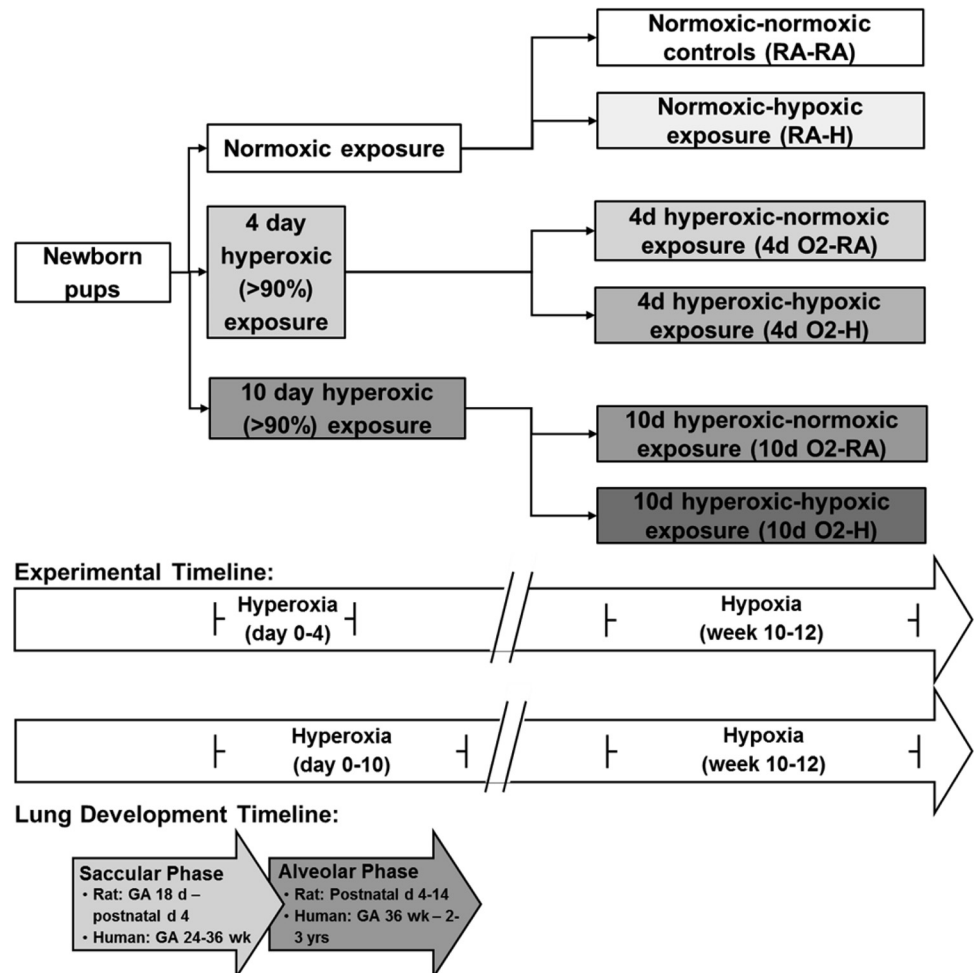 Normoxic-normoxic
controls (RA-RA)
Normoxic-hypoxic
exposure (RA-H)
Normoxic exposure
4 day
hyperoxic
(>90%)
exposure
4d hyperoxic-normoxic
exposure (4d O2-RA)
Newborn
pups
4d hyperoxic-hypoxic
exposure (4d O2-H)
10 day hyperoxic
(>90%) exposure
10d hyperoxic-normoxic
exposure (10d O2-RA)
10d hyperoxic-hypoxic
exposure (10d O2-H)
Experimental Timeline:
Hyperoxia
(day 0-4)
Hypoxia
(week 10-12)
Hyperoxia
(day 0-10)
Hypoxia
(week 10-12)
Lung Development Timeline:
Saccular Phase
• Rat: GA 18 d –
postnatal d 4
• Human: GA 24-36 wk
Alveolar Phase
• Rat: Postnatal d 4-14
• Human: GA 36 wk – 2-
3 yrs